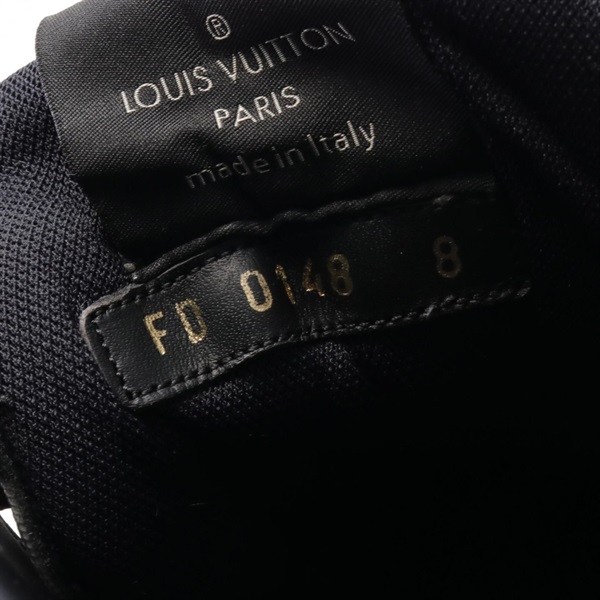 ®
LOUIS VUITTON
PARIS
made in Italy
FD 0148 8